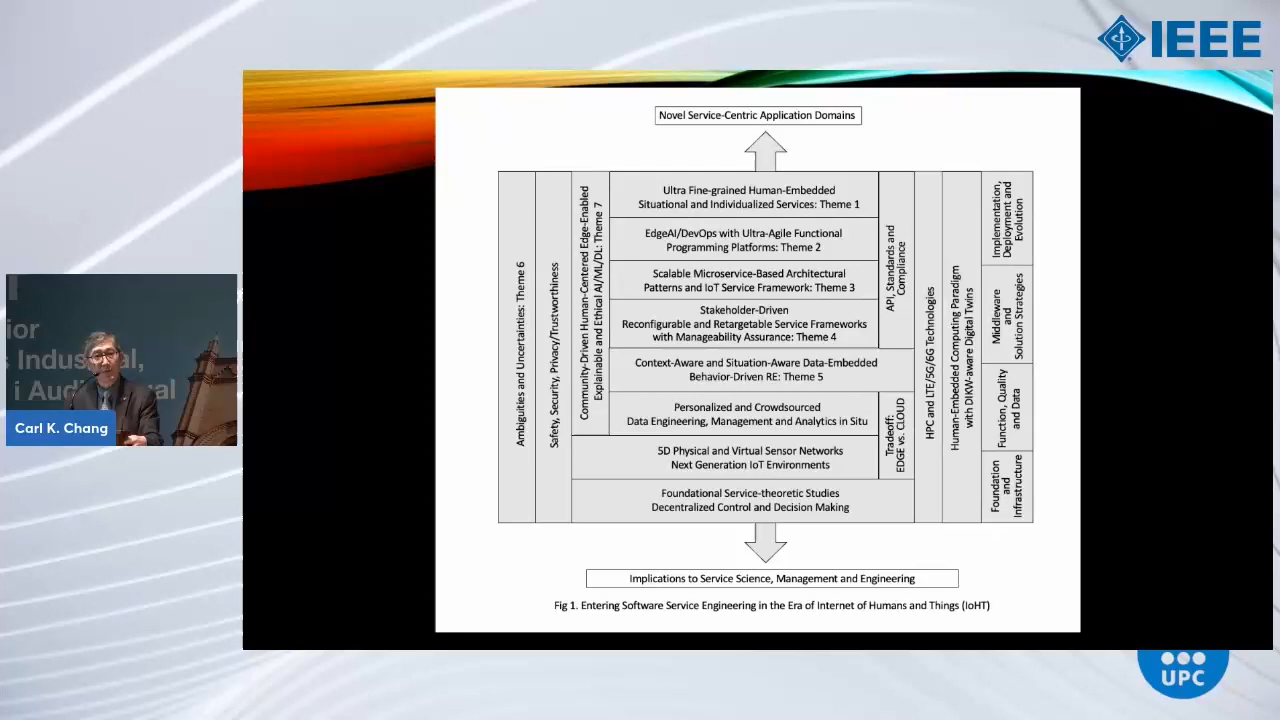 IEEE
Novel Service-Centric Application Domains
Ambiguities and Uncertainties: Theme 6
Safety, Security, Privacy/Trustworthiness
Community-Driven Human-Centered Edge-Enabled
Explainable and Ethical AI/ML/DL: Theme 7
Ultra Fine-grained Human-Embedded
Situational and Individualized Services: Theme 1
EdgeAI/DevOps with Ultra-Agile Functional
Programming Platforms: Theme 2
Scalable Microservice-Based Architectural
Patterns and IoT Service Framework: Theme 3
Stakeholder-Driven
Reconfigurable and Retargetable Service Frameworks
with Manageability Assurance: Theme 4
Context-Aware and Situation-Aware Data-Embedded
Behavior-Driven RE: Theme 5
Personalized and Crowdsourced
Data Engineering, Management and Analytics in Situ
5D Physical and Virtual Sensor Networks
Next Generation IoT Environments
Foundational Service-theoretic Studies
Decentralized Control and Decision Making
API, Standards and
Compliance
Tradeoff:
EDGE vs. CLOUD
HPC and LTE/5G/6G Technologies
Human-Embedded Computing Paradigm
with DIKW-aware Digital Twins
Implementation,
Deployment and
Evolution
Middleware
and
Solution Strategies
Function, Quality
and Data
Foundation
and
Infrastructure
Implications to Service Science, Management and Engineering
Fig 1. Entering Software Service Engineering in the Era of Internet of Humans and Things (IoHT)
ior
Industrial,
i Audi
ual
Carl K. Chang
UPC